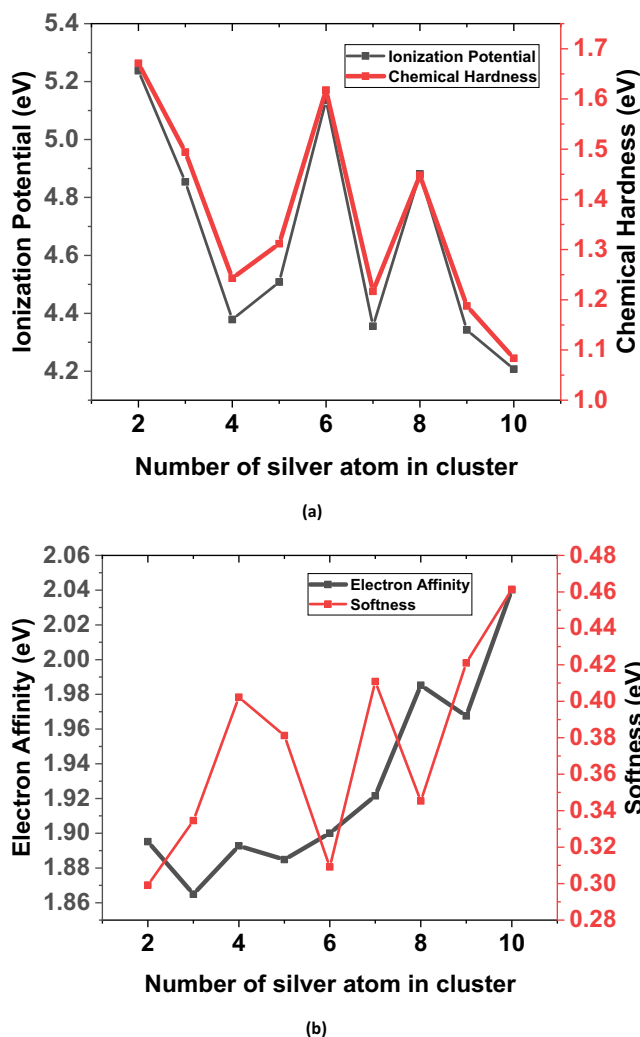 5.4
5.2
5.0
4.8
4.6
4.4
4.2
Ionization Potential (eV)
Ionization Potential
Chemical Hardness
1.7
1.6
1.5
1.4
1.3
1.2
1.1
1.0
Chemical Hardness (eV)
2 4 6 8 10
Number of silver atom in cluster
(a)
2.06
2.04
2.02
2.00
1.98
1.96
1.94
1.92
1.90
1.88
1.86
Electron Affinity (eV)
Electron Affinity
Softness
0.48
0.46
0.44
0.42
0.40
0.38
0.36
0.34
0.32
0.30
0.28
Softness (eV)
2 4 6 8 10
Number of silver atom in cluster
(b)